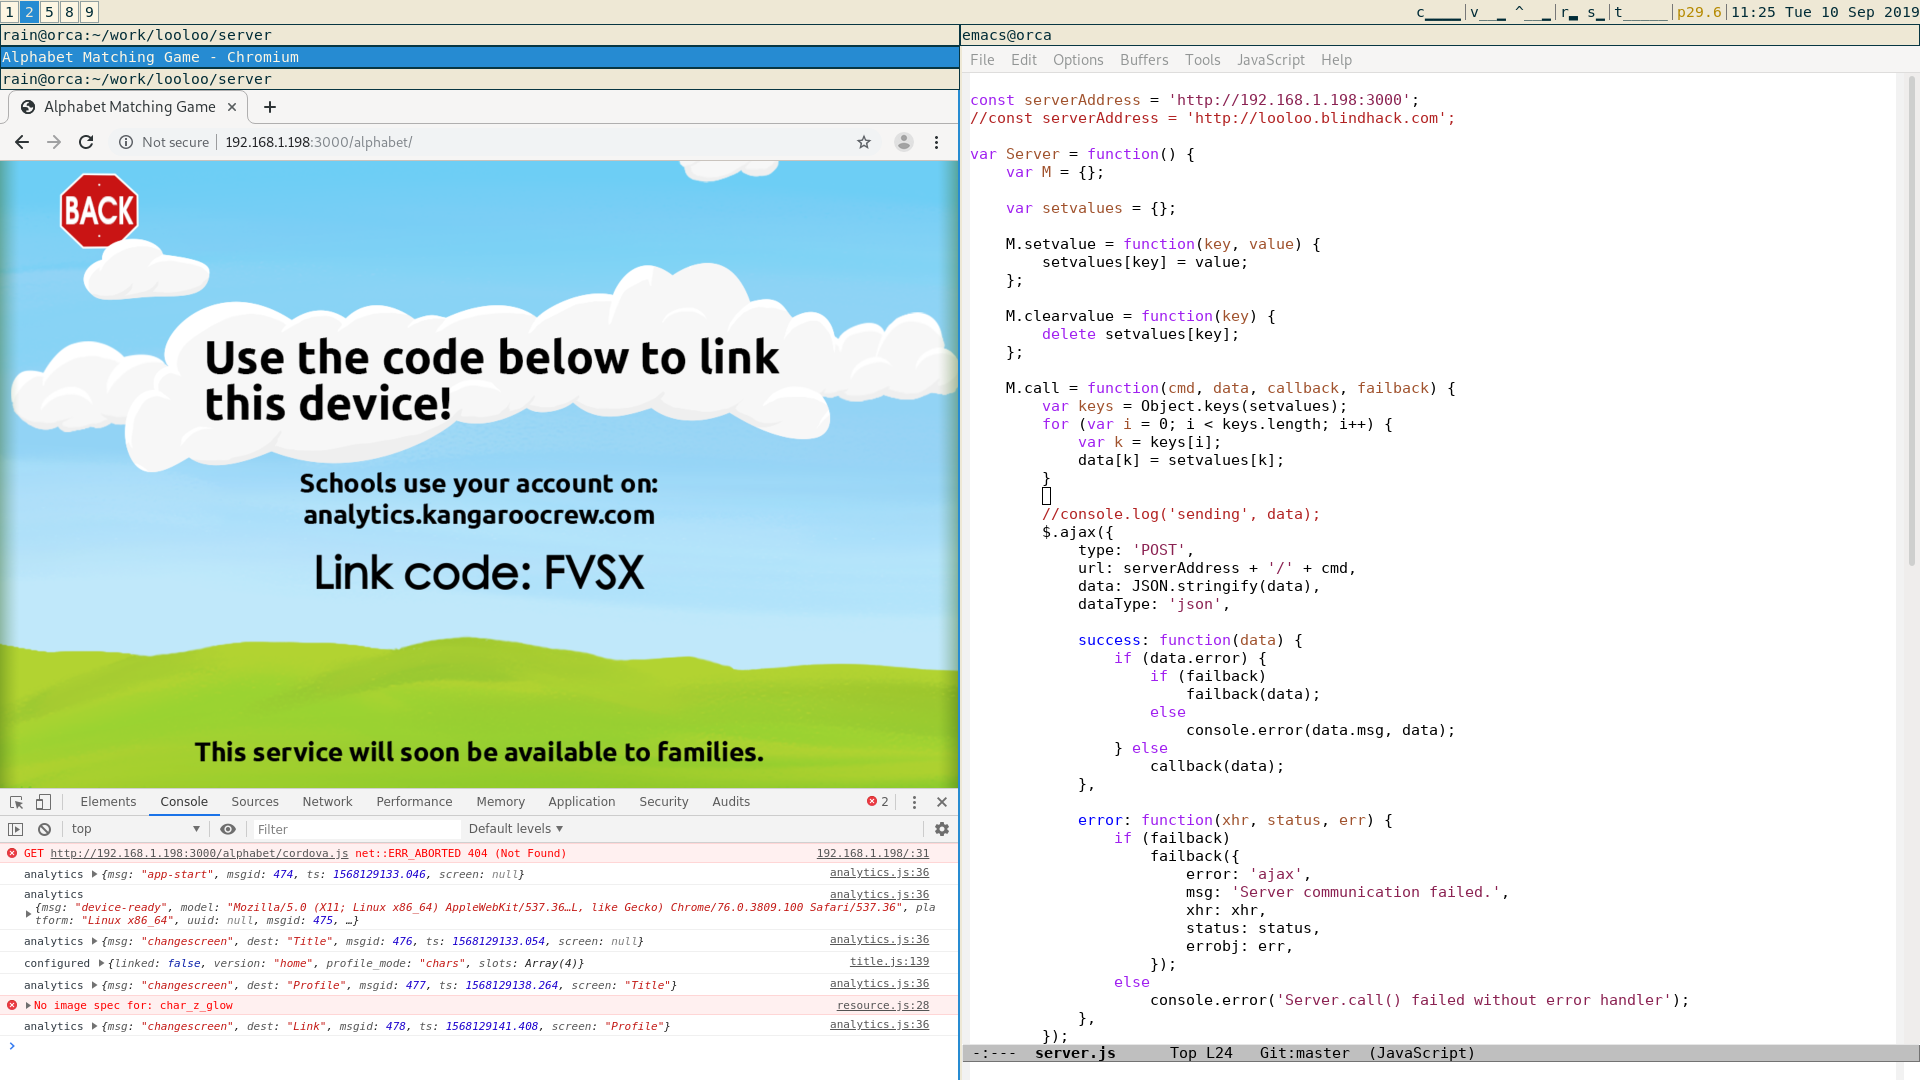 1 2 5 8 9
c____ v___ ^___ r_ s_ t_____ p29.6 11:25 Tue 10 Sep 2019
rain@orca:~/work/looloo/server
Alphabet Matching Game - Chromium
rain@orca:~/work/looloo/server
Alphabet Matching Game
Not secure 192.168.1.198:3000/alphabet/
BACK
Use the code below to link
this device!
Schools use your account on:
analytics.kangaroocrew.com
Link code: FVSX
This service will soon be available to families.
Elements Console Sources Network Performance Memory Application Security Audits 2
top Filter Default levels
GET http://192.168.1.198:3000/alphabet/cordova.js net::ERR_ABORTED 404 (Not Found) 192.168.1.198/:31
analytics {msg: "app-start", msgid: 474, ts: 1568129133.046, screen: null} analytics.js:36
analytics analytics.js:36
{msg: "device-ready", model: "Mozilla/5.0 (X11; Linux x86_64) AppleWebKit/537.36…L, like Gecko) Chrome/76.0.3809.100 Safari/537.36", pla
tform: "Linux x86_64", uuid: null, msgid: 475, …}
analytics {msg: "changescreen", dest: "Title", msgid: 476, ts: 1568129133.054, screen: null} analytics.js:36
configured {linked: false, version: "home", profile_mode: "chars", slots: Array(4)} title.js:139
analytics {msg: "changescreen", dest: "Profile", msgid: 477, ts: 1568129138.264, screen: "Title"} analytics.js:36
No image spec for: char_z_glow resource.js:28
analytics {msg: "changescreen", dest: "Link", msgid: 478, ts: 1568129141.408, screen: "Profile"} analytics.js:36
emacs@orca
File Edit Options Buffers Tools JavaScript Help
const serverAddress = 'http://192.168.1.198:3000';
//const serverAddress = 'http://looloo.blindhack.com';
var Server = function() {
var M = {};
var setvalues = {};
M.setvalue = function(key, value) {
setvalues[key] = value;
};
M.clearvalue = function(key) {
delete setvalues[key];
};
M.call = function(cmd, data, callback, failback) {
var keys = Object.keys(setvalues);
for (var i = 0; i < keys.length; i++) {
var k = keys[i];
data[k] = setvalues[k];
}
//console.log('sending', data);
$.ajax({
type: 'POST',
url: serverAddress + '/' + cmd,
data: JSON.stringify(data),
dataType: 'json',
success: function(data) {
if (data.error) {
if (failback)
failback(data);
else
console.error(data.msg, data);
} else
callback(data);
},
error: function(xhr, status, err) {
if (failback)
failback({
error: 'ajax',
msg: 'Server communication failed.',
xhr: xhr,
status: status,
errobj: err,
});
else
console.error('Server.call() failed without error handler');
},
});
-:--- server.js Top L24 Git:master (JavaScript)